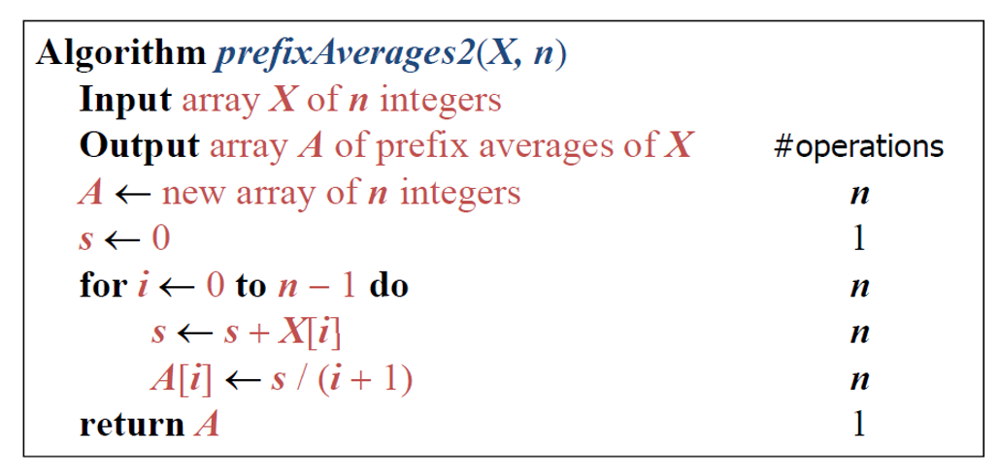 Algorithm prefixAverages2(X, n)
Input array X of n integers
Output array A of prefix averages of X #operations
A ← new array of n integers n
s ← 0 1
for i ← 0 to n – 1 do n
s ← s + X[i] n
A[i] ← s / (i + 1) n
return A 1